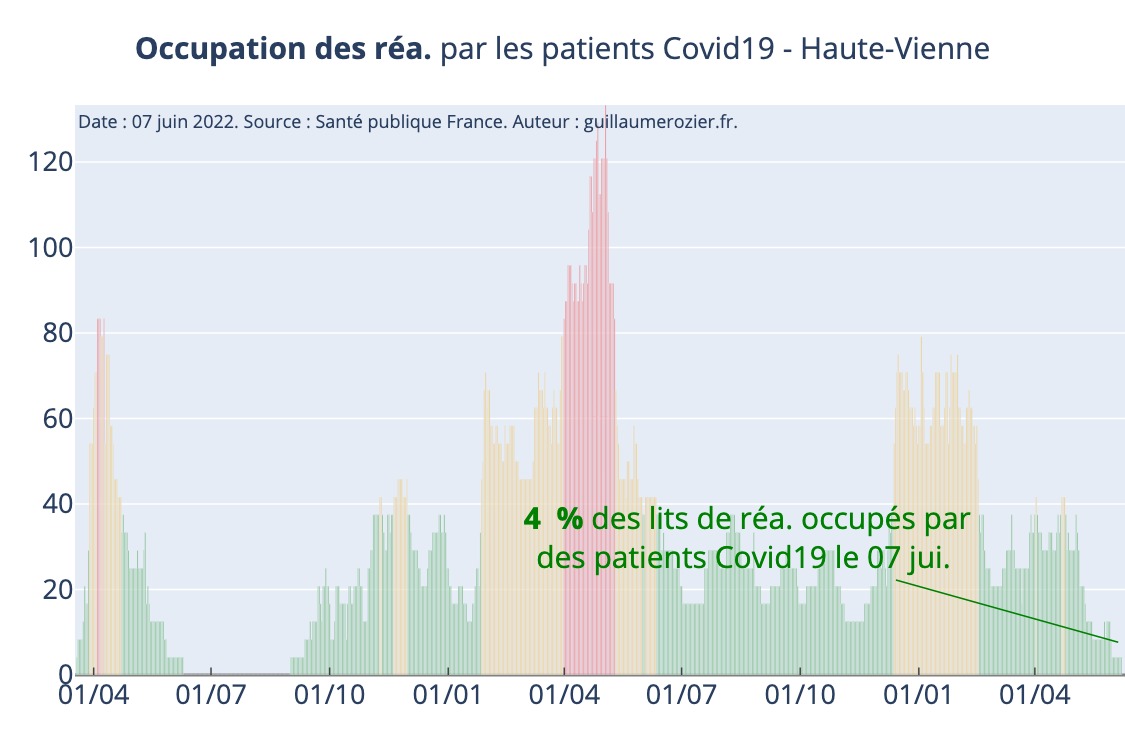 Occupation des réa. par les patients Covid19 - Haute-Vienne
Date : 07 juin 2022. Source : Santé publique France. Auteur : guillaumerozier.fr.
120
100
80
60
40
20
0
4 % des lits de réa. occupés par
des patients Covid19 le 07 jui.
01/04 01/07 01/10 01/01 01/04 01/07 01/10 01/01 01/04